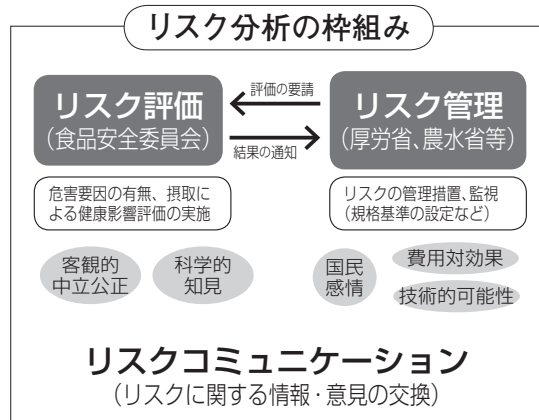 リスク分析の枠組み
リスク評価
(食品安全委員会)
評価の要請
結果の通知
リスク管理
(厚労省、農水省等)
危害要因の有無、摂取に
よる健康影響評価の実施
リスクの管理措置、監視
(規格基準の設定など)
客観的
中立公正
科学的
知見
国民
感情
費用対効果
技術的可能性
リスクコミュニケーション
(リスクに関する情報・意見の交換)